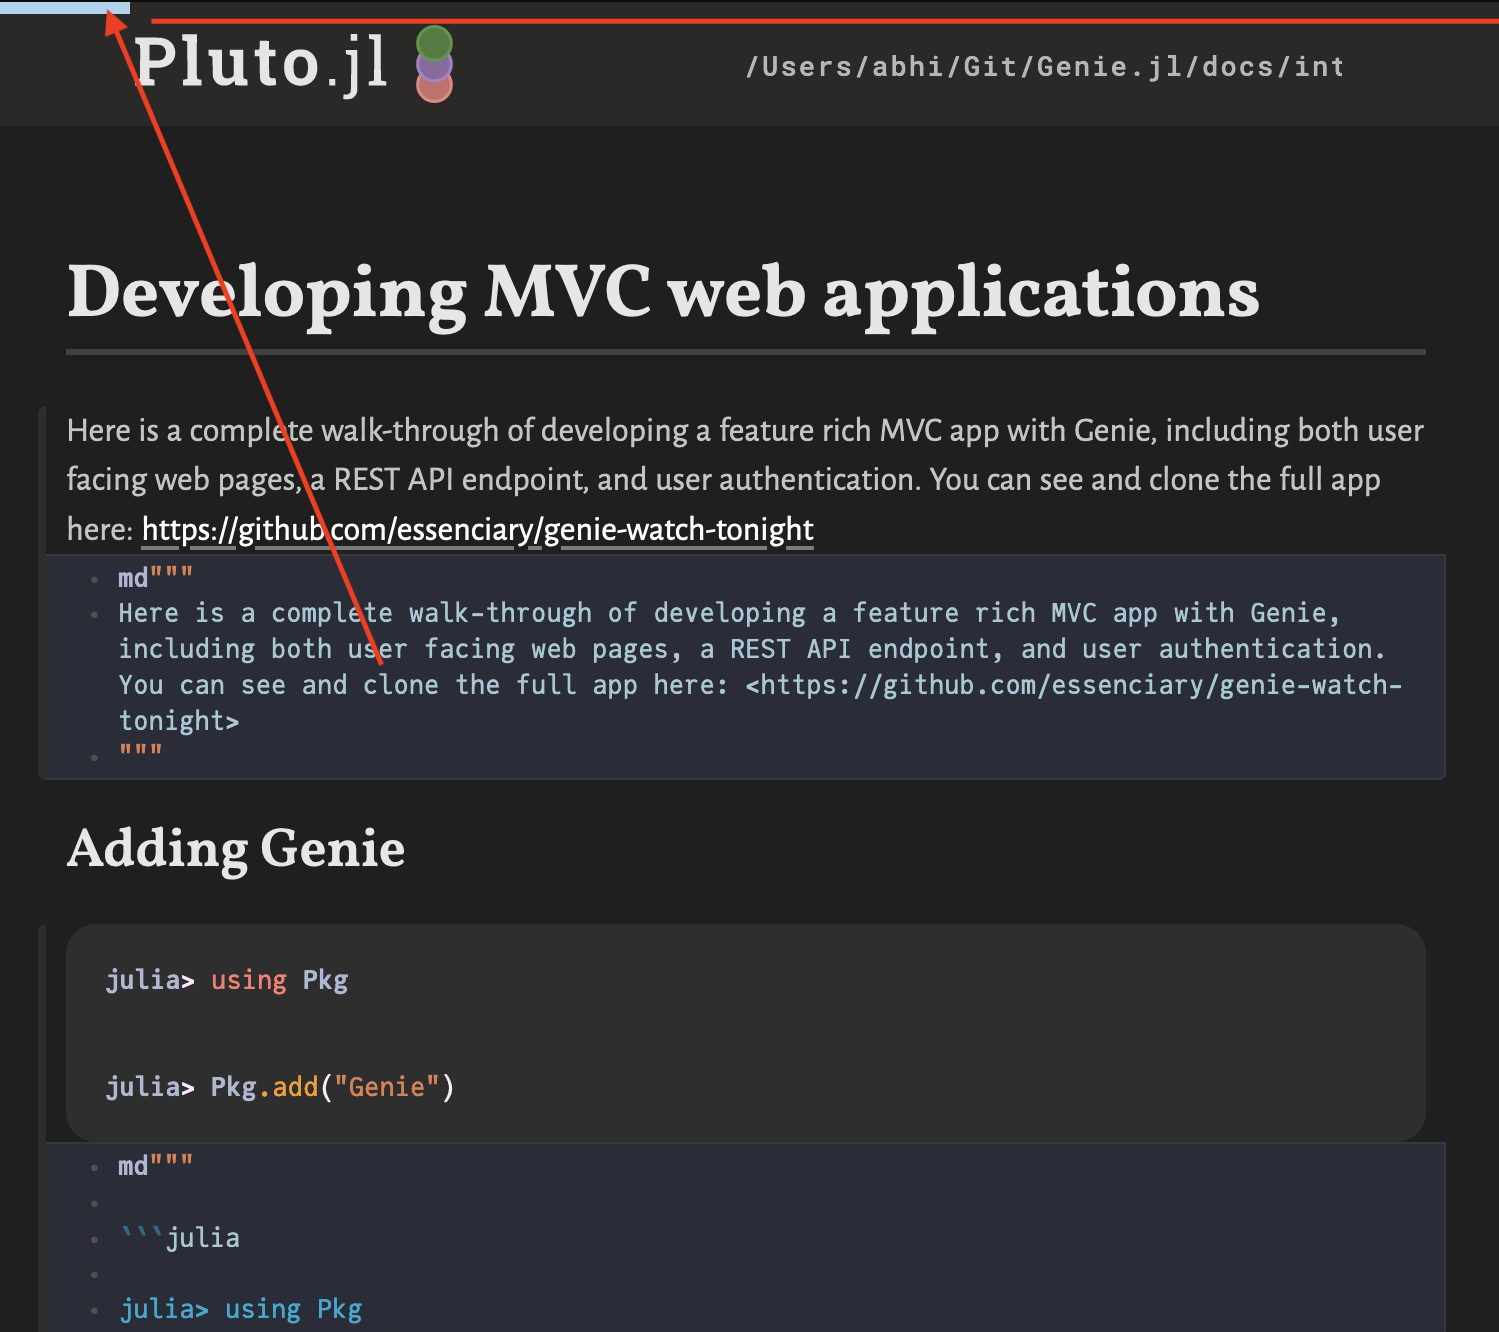 Pluto.jl
/Users/abhi/Git/Genie.jl/docs/int
Developing MVC web applications
Here is a complete walk-through of developing a feature rich MVC app with Genie, including both user
facing web pages, a REST API endpoint, and user authentication. You can see and clone the full app
here: https://github.com/essenciary/genie-watch-tonight
md"""
Here is a complete walk-through of developing a feature rich MVC app with Genie,
including both user facing web pages, a REST API endpoint, and user authentication.
You can see and clone the full app here: <https://github.com/essenciary/genie-watch-
tonight>
"""
Adding Genie
julia> using Pkg
julia> Pkg.add("Genie")
md"""
```julia
julia> using Pkg